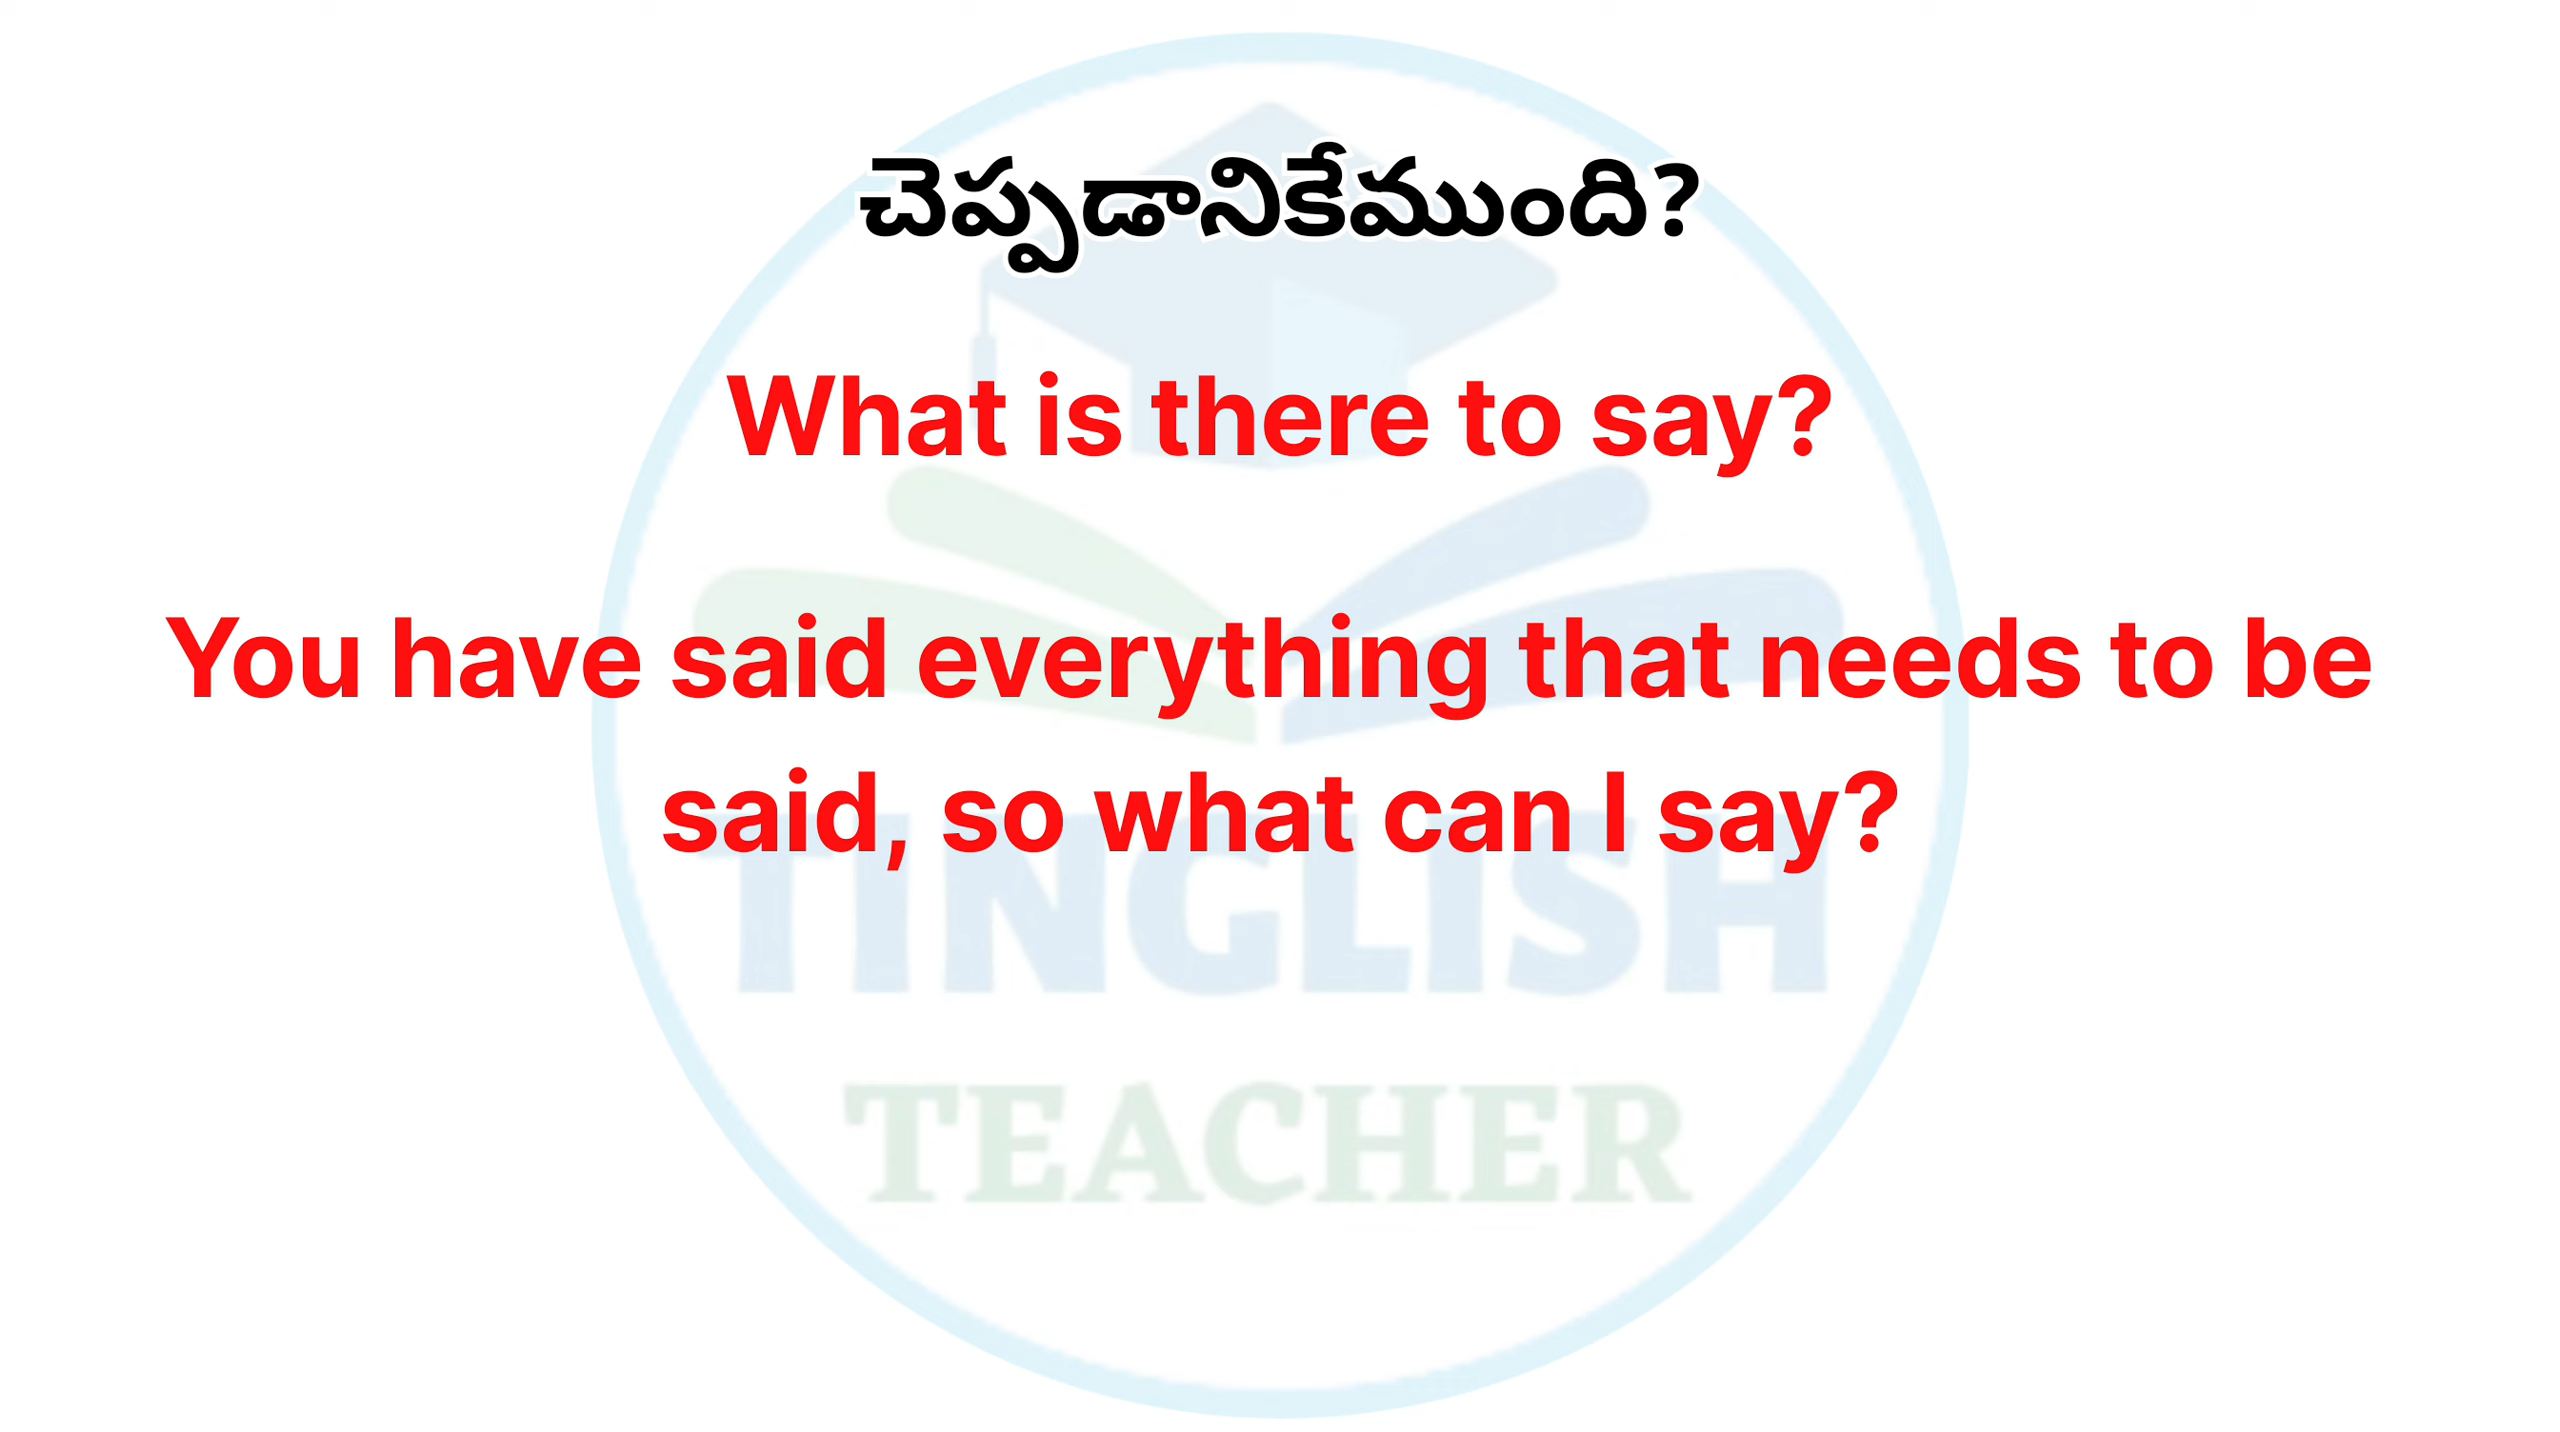 చెప్పడానికేముంది?
What is there to say?
You have said everything that needs to be
said, so what can I say?
TINGLISH
TEACHER